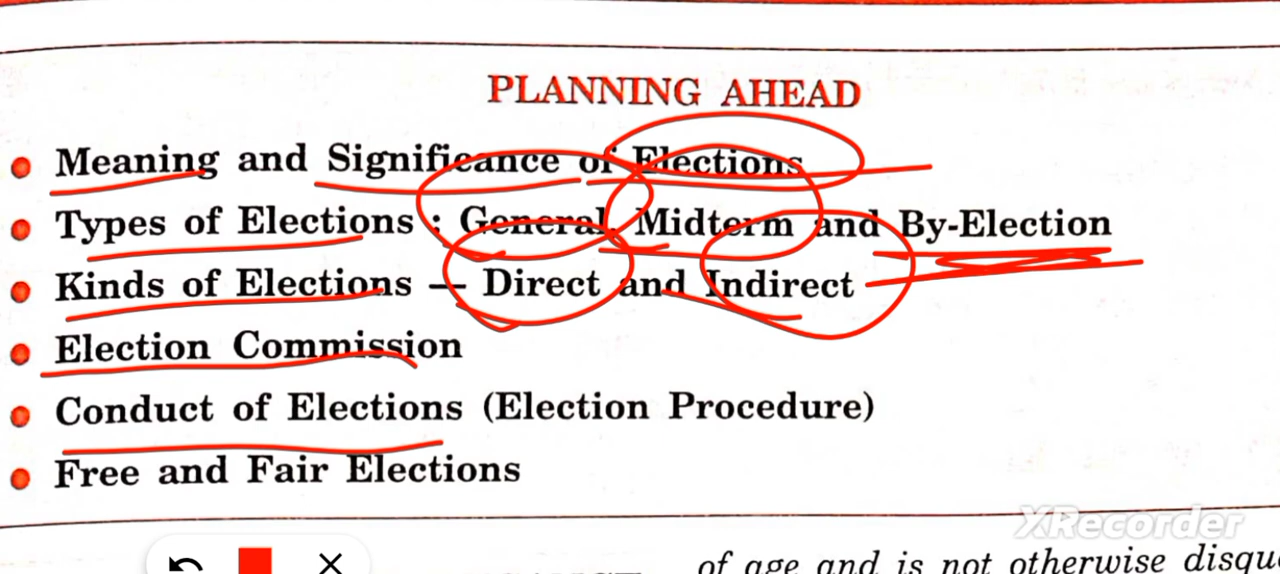 PLANNING AHEAD
• Meaning and Significance of Elections
• Types of Elections : General, Midterm and By-Election
• Kinds of Elections — Direct and Indirect
• Election Commission
• Conduct of Elections (Election Procedure)
• Free and Fair Elections
XRecorder
of age and is not otherwise